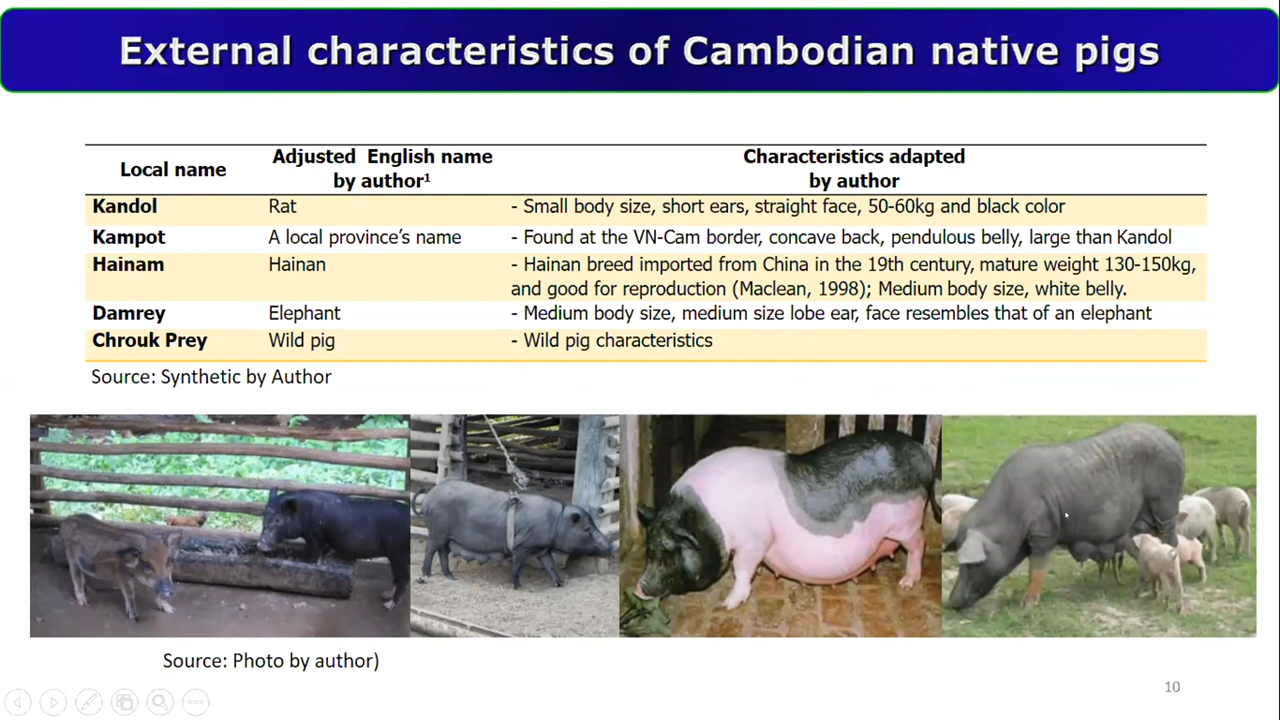 External characteristics of Cambodian native pigs
Local name
Adjusted English name
by author¹
Characteristics adapted
by author
Kandol Rat - Small body size, short ears, straight face, 50-60kg and black color
Kampot A local province's name - Found at the VN-Cam border, concave back, pendulous belly, large than Kandol
Hainam Hainan - Hainan breed imported from China in the 19th century, mature weight 130-150kg,
and good for reproduction (Maclean, 1998); Medium body size, white belly.
Damrey Elephant - Medium body size, medium size lobe ear, face resembles that of an elephant
Chrouk Prey Wild pig - Wild pig characteristics
Source: Synthetic by Author
Source: Photo by author)
10